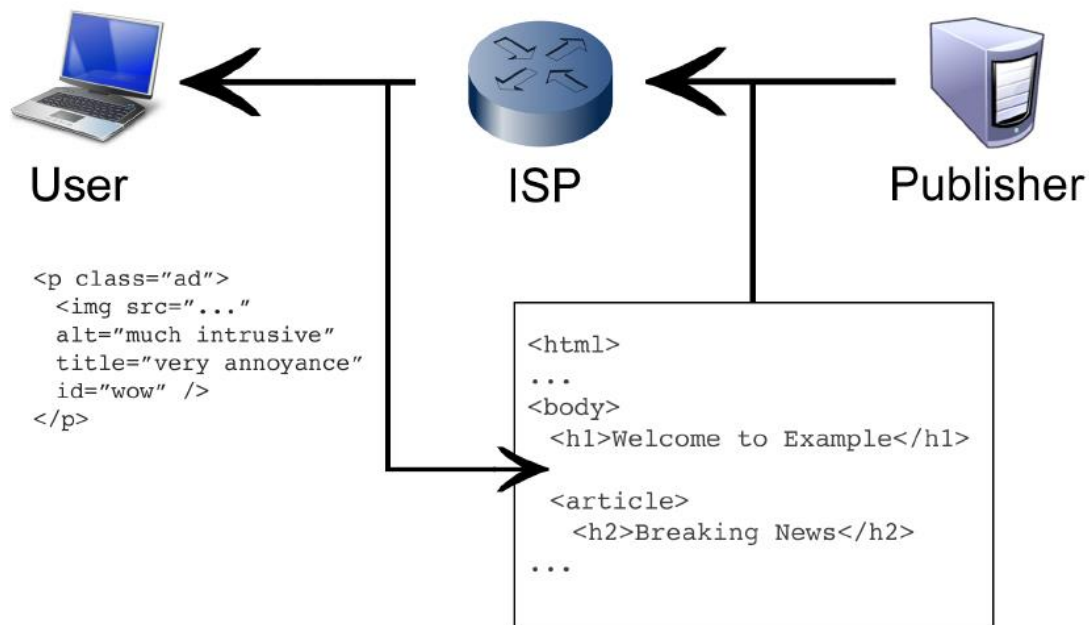 User
ISP
Publisher
<p class="ad">
<img src="..."
alt="much intrusive"
title="very annoyance"
id="wow" />
</p>
<html>
...
<body>
<h1>Welcome to Example</h1>
<article>
<h2>Breaking News</h2>
...